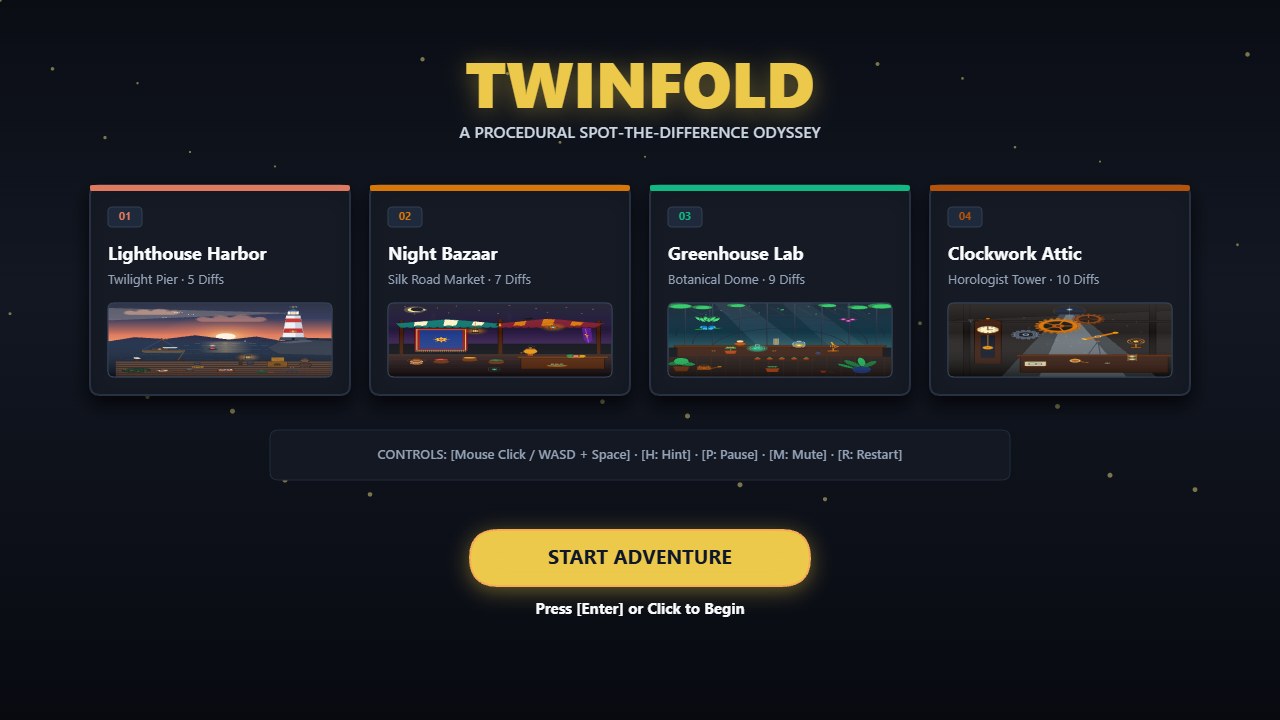 TWINFOLD
A PROCEDURAL SPOT-THE-DIFFERENCE ODYSSEY
01
Lighthouse Harbor
Twilight Pier · 5 Diffs
02
Night Bazaar
Silk Road Market · 7 Diffs
03
Greenhouse Lab
Botanical Dome · 9 Diffs
04
Clockwork Attic
Horologist Tower · 10 Diffs
CONTROLS: [Mouse Click / WASD + Space] · [H: Hint] · [P: Pause] · [M: Mute] · [R: Restart]
START ADVENTURE
Press [Enter] or Click to Begin